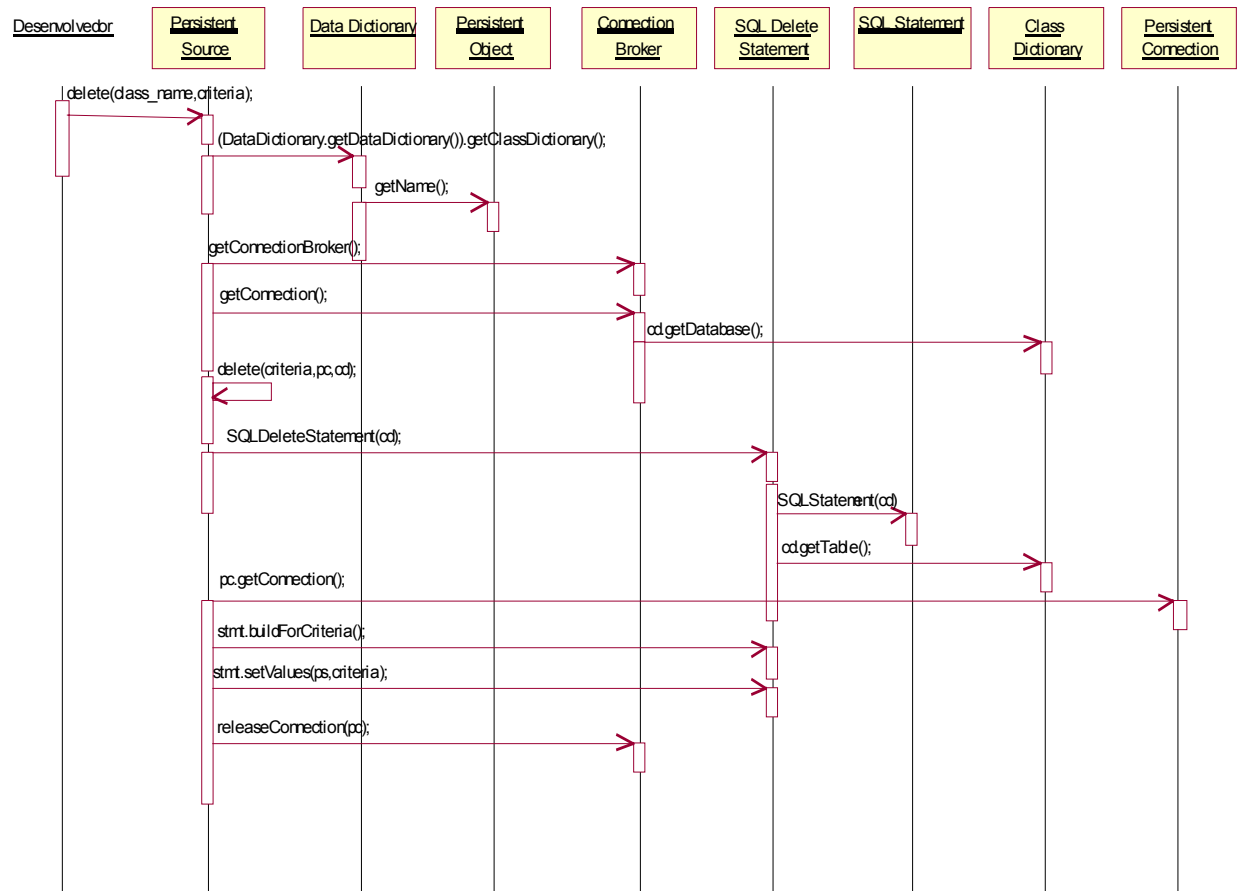 Desenvolvedor
Persistent
Source
Data Dictionary
Persistent
Object
Connection
Broker
SQL Delete
Statement
SQL Statement
Class
Dictionary
Persistent
Connection
delete(class_name,criteria);
(DataDictionary.getDataDictionary()).getClassDictionary();
getName();
getConnectionBroker();
getConnection();
cd.getDatabase();
delete(criteria,pc,cd);
SQLDeleteStatement(cd);
SQLStatement(cd)
cd.getTable();
pc.getConnection();
stmt.buildForCriteria();
stmt.setValues(ps,criteria);
releaseConnection(pc);